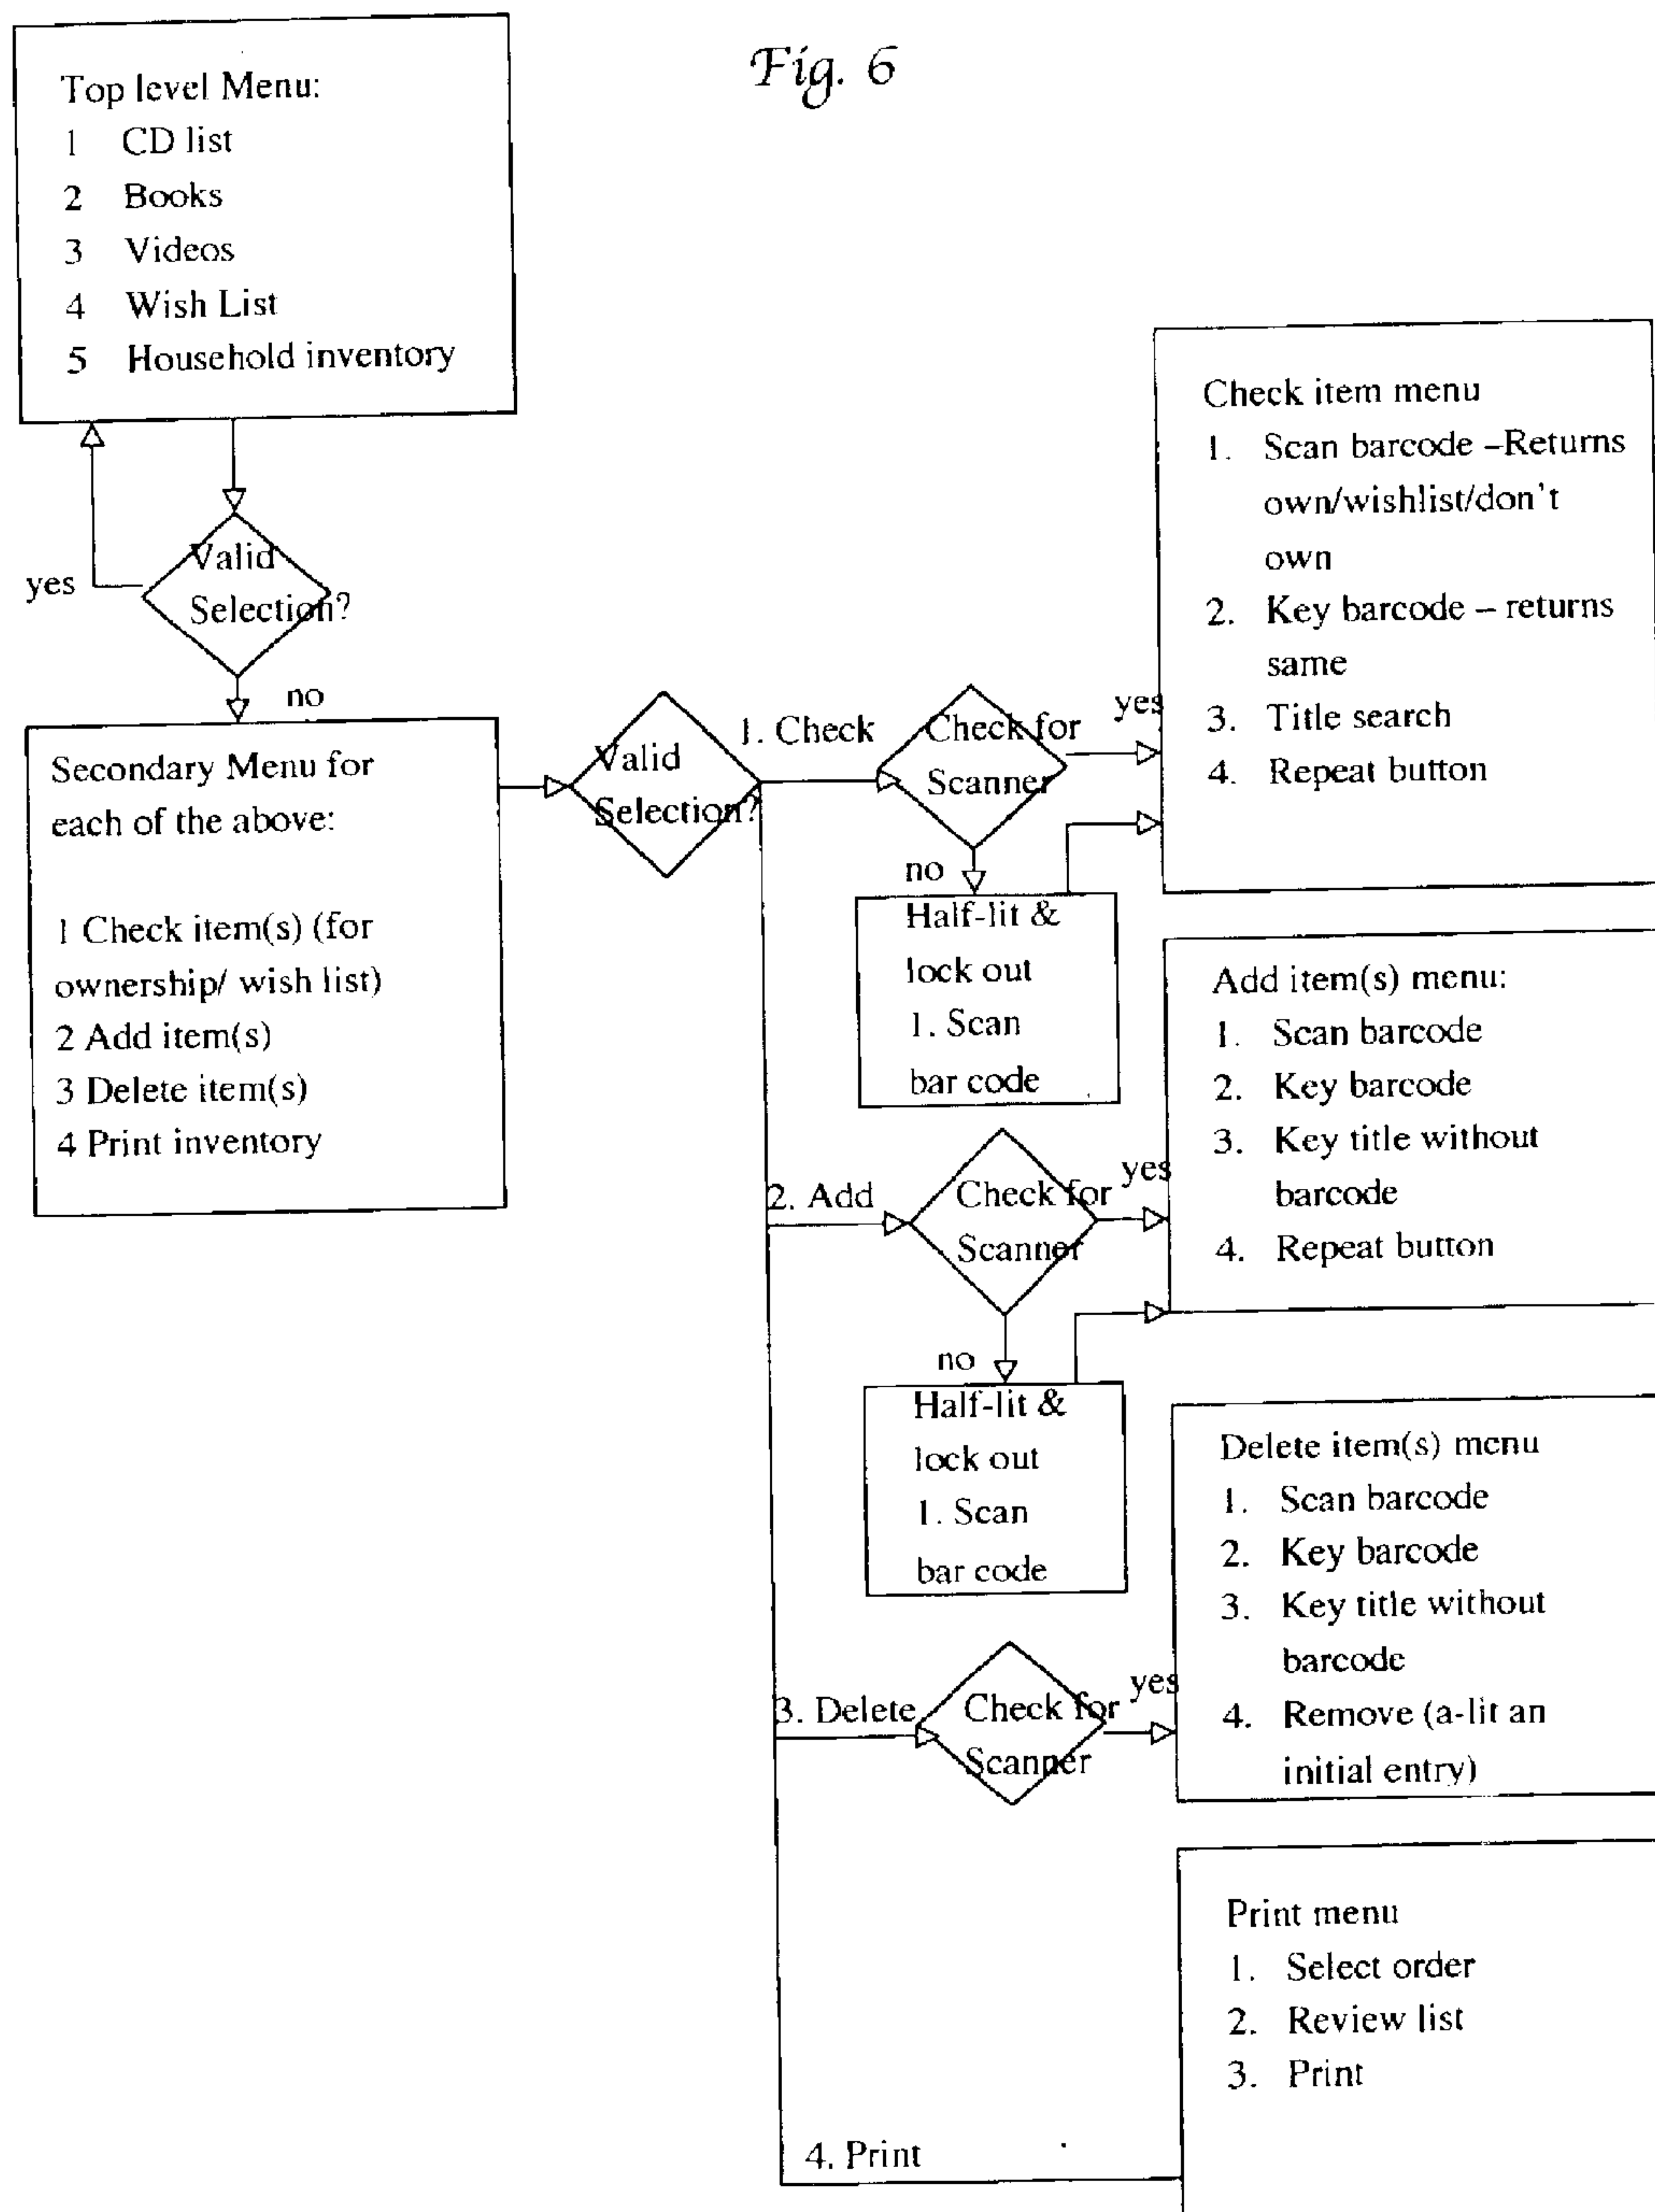 Fig. 6
Top level Menu:
1 CD list
2 Books
3 Videos
4 Wish List
5 Household inventory
Valid
Selection?
yes
no
Secondary Menu for
each of the above:
1 Check item(s) (for
ownership/ wish list)
2 Add item(s)
3 Delete item(s)
4 Print inventory
Valid
Selection?
1. Check
Check for
Scanner
yes
no
Half-lit &
lock out
1. Scan
bar code
Check item menu
1. Scan barcode –Returns
own/wishlist/don't
own
2. Key barcode – returns
same
3. Title search
4. Repeat button
2. Add
Check for
Scanner
yes
no
Half-lit &
lock out
1. Scan
bar code
Add item(s) menu:
1. Scan barcode
2. Key barcode
3. Key title without
barcode
4. Repeat button
3. Delete
Check for
Scanner
yes
Delete item(s) menu
1. Scan barcode
2. Key barcode
3. Key title without
barcode
4. Remove (a-lit an
initial entry)
4. Print
Print menu
1. Select order
2. Review list
3. Print